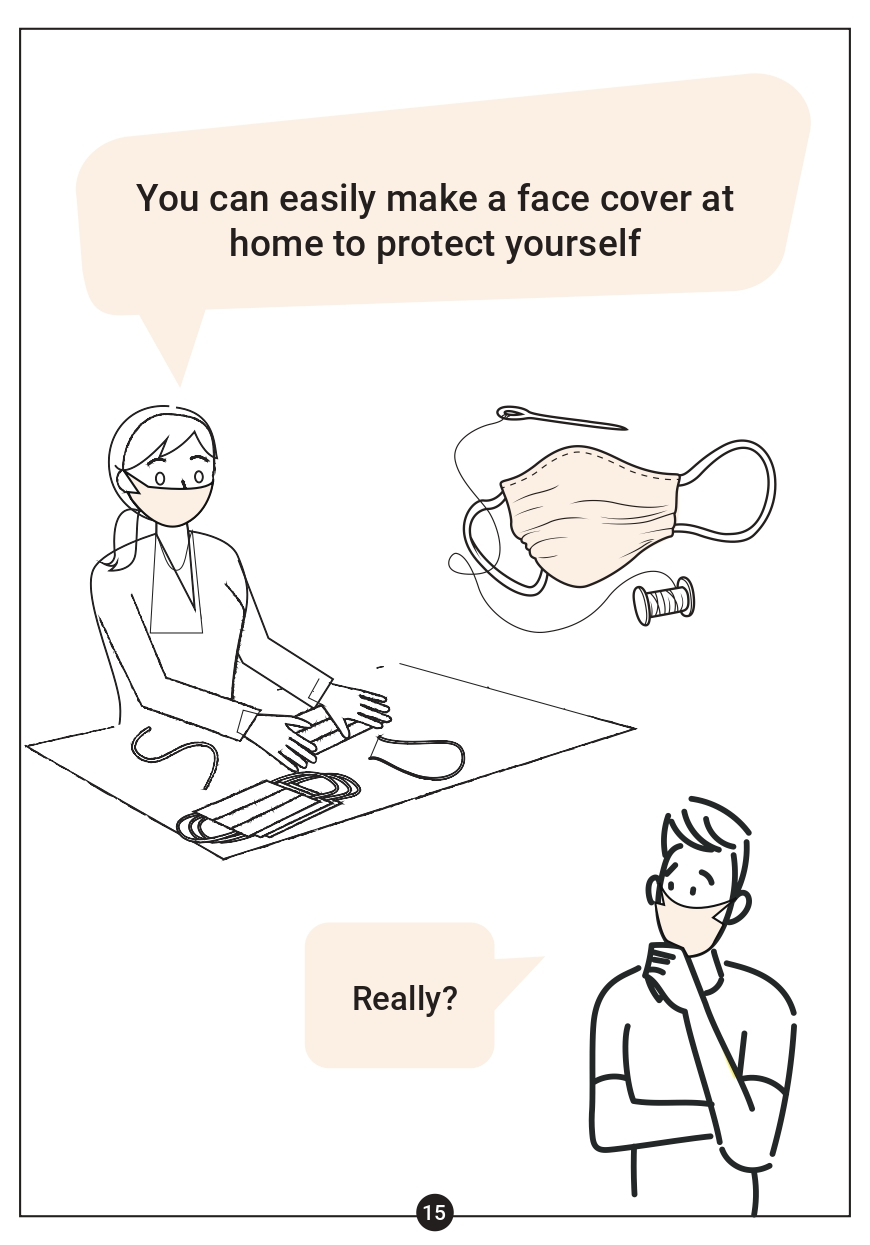 You can easily make a face cover at
home to protect yourself
Really?
15